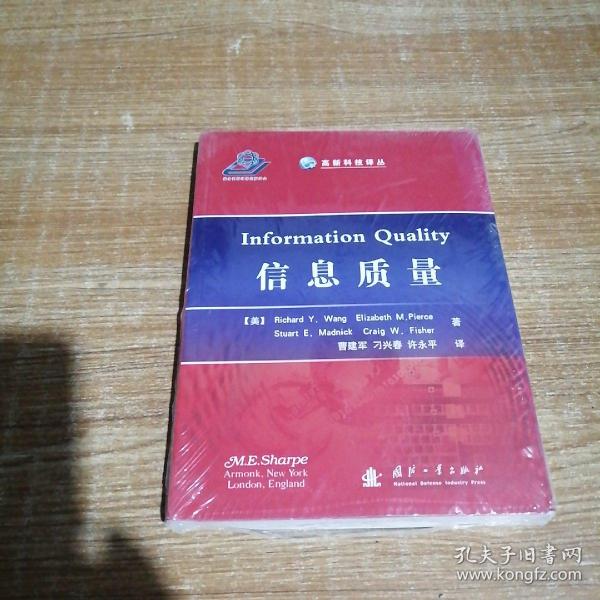 高新科技译丛
Information Quality
信息质量
【美】 Richard Y. Wang Elizabeth M.Pierce
Stuart E. Madnick Craig W. Fisher 著
曹建军 刁兴春 许永平 译
M.E.Sharpe
Armonk, New York
London, England
国防工业出版社
National Defense Industry Press
孔夫子旧书网
www.kongfz.com